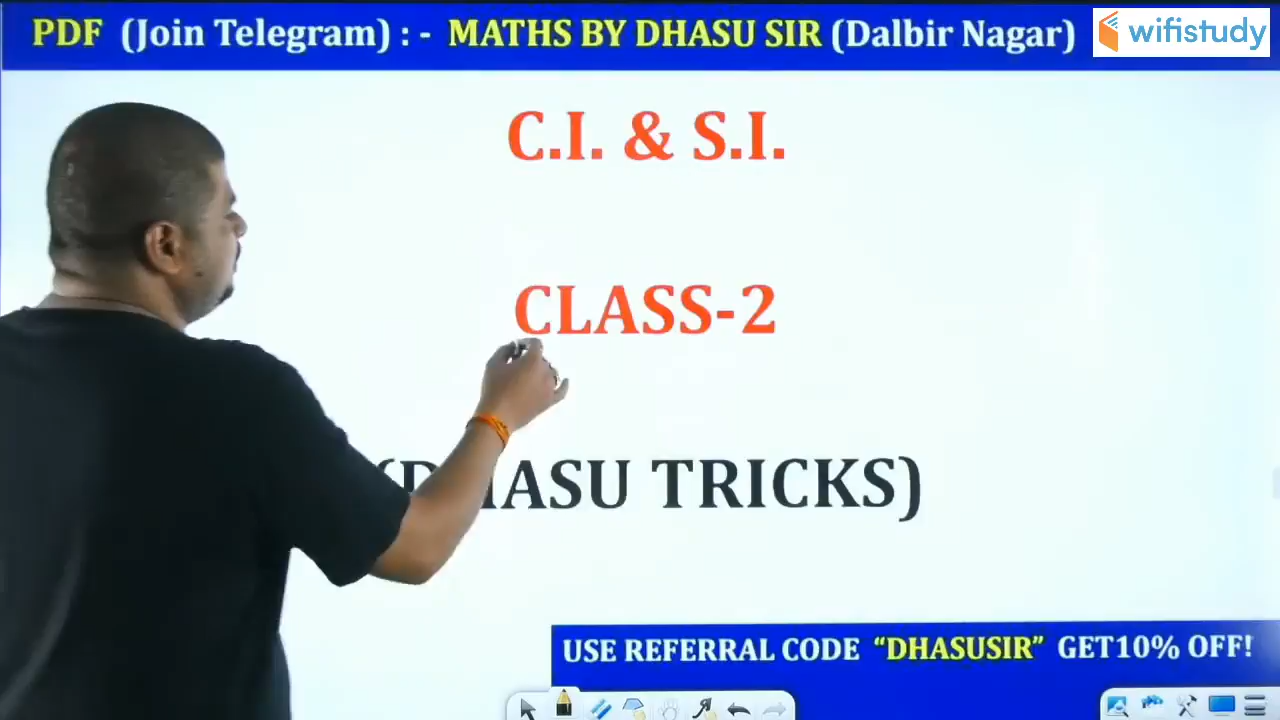 PDF (Join Telegram) : - MATHS BY DHASU SIR (Dalbir Nagar)
wifistudy
C.I. & S.I.
CLASS-2
(DHASU TRICKS)
USE REFERRAL CODE “DHASUSIR” GET10% OFF!